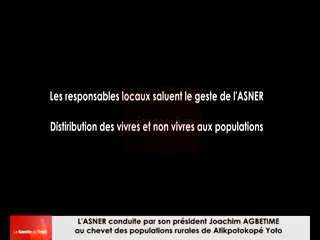 Les responsables locaux saluent le geste de l'ASNER
Distiribution des vivres et non vivres aux populations
L'ASNER conduite par son président Joachim AGBETIME
au chevet des populations rurales de Atikpotokopé Yoto